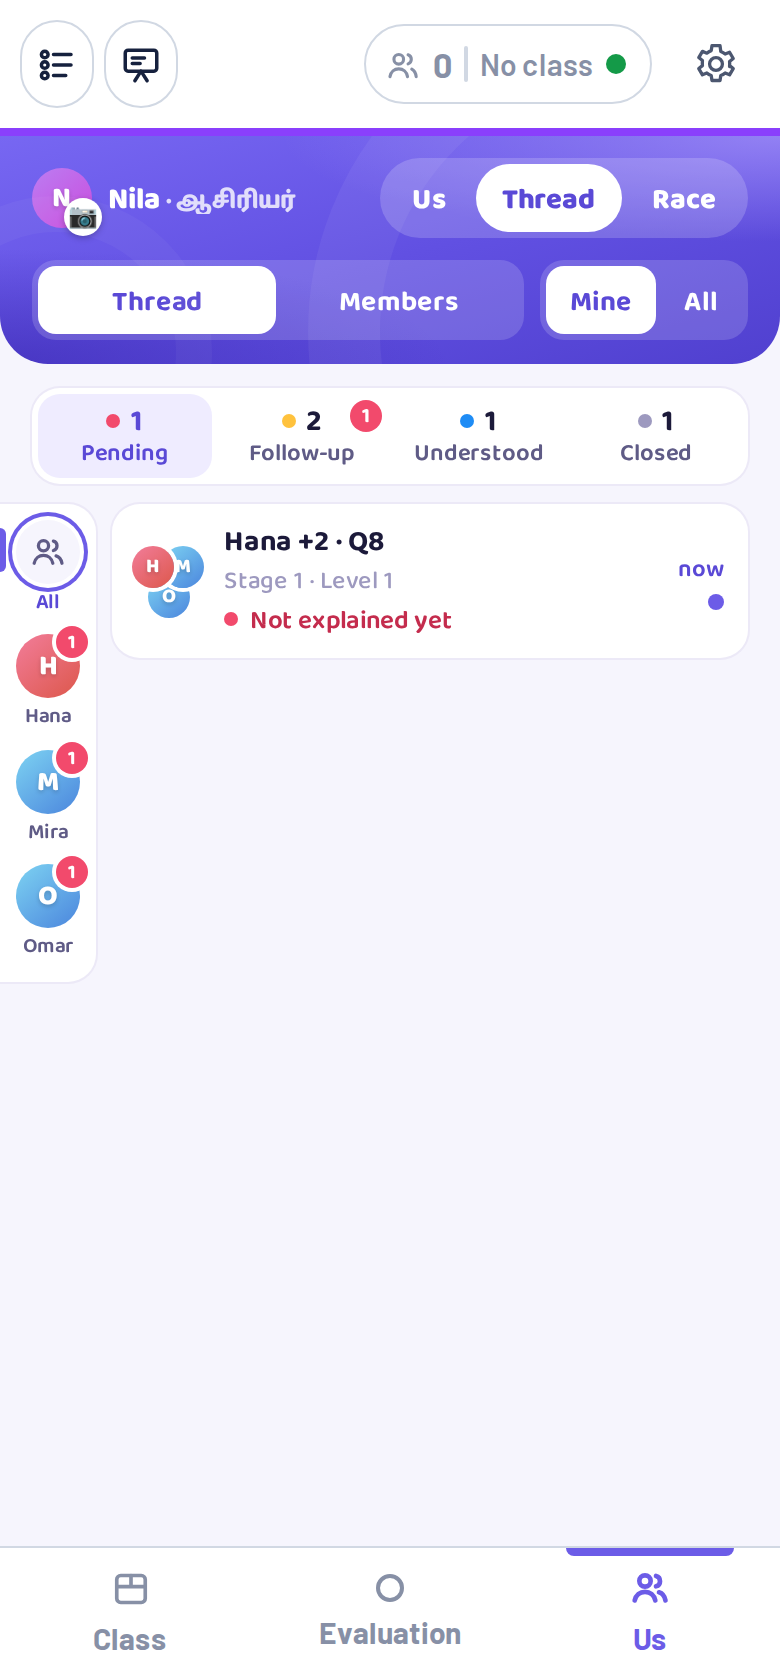 0 | No class
N Nila · ஆசிரியர்
Us Thread Race
Thread Members
Mine All
1 Pending
2 Follow-up 1
1 Understood
1 Closed
All
H 1
Hana
M 1
Mira
O 1
Omar
H M O
Hana +2 · Q8
Stage 1 · Level 1
Not explained yet
now
Class
Evaluation
Us